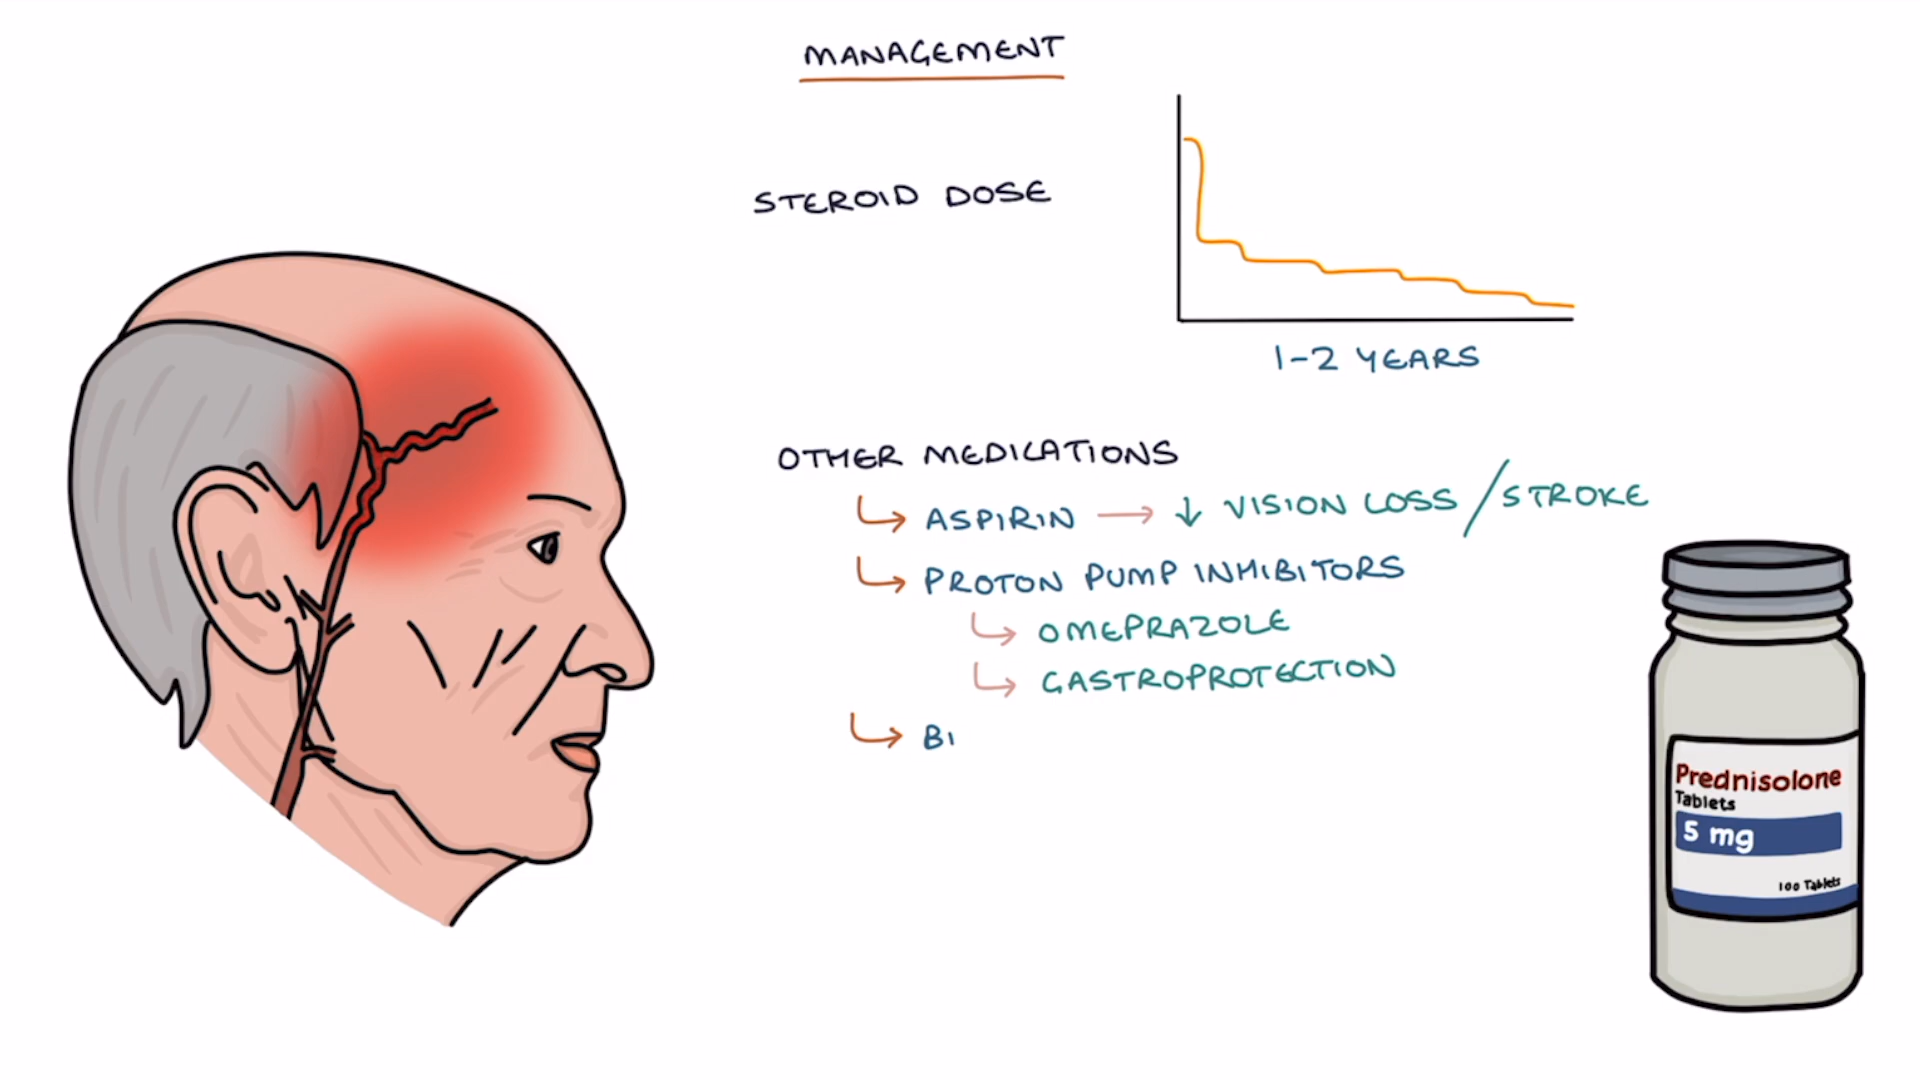 MANAGEMENT
STEROID DOSE
1-2 YEARS
OTHER MEDICATIONS
↳ ASPIRIN → ↓ VISION LOSS / STROKE
↳ PROTON PUMP INHIBITORS
↳ OMEPRAZOLE
↳ GASTROPROTECTION
↳ BI
Prednisolone
Tablets
5 mg
100 Tablets